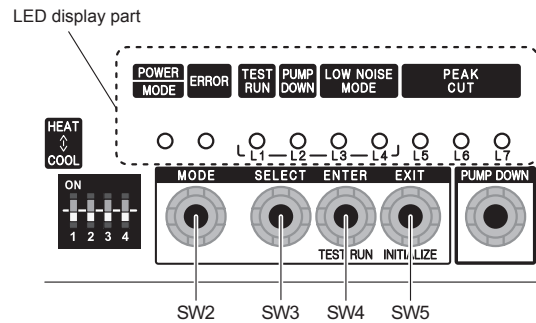 LED display part
POWER
MODE
ERROR
TEST
RUN
PUMP
DOWN
LOW NOISE
MODE
PEAK
CUT
HEAT
COOL
L1 L2 L3 L4 L5 L6 L7
MODE SELECT ENTER EXIT PUMP DOWN
ON
1 2 3 4
TEST RUN INITIALIZE
SW2 SW3 SW4 SW5